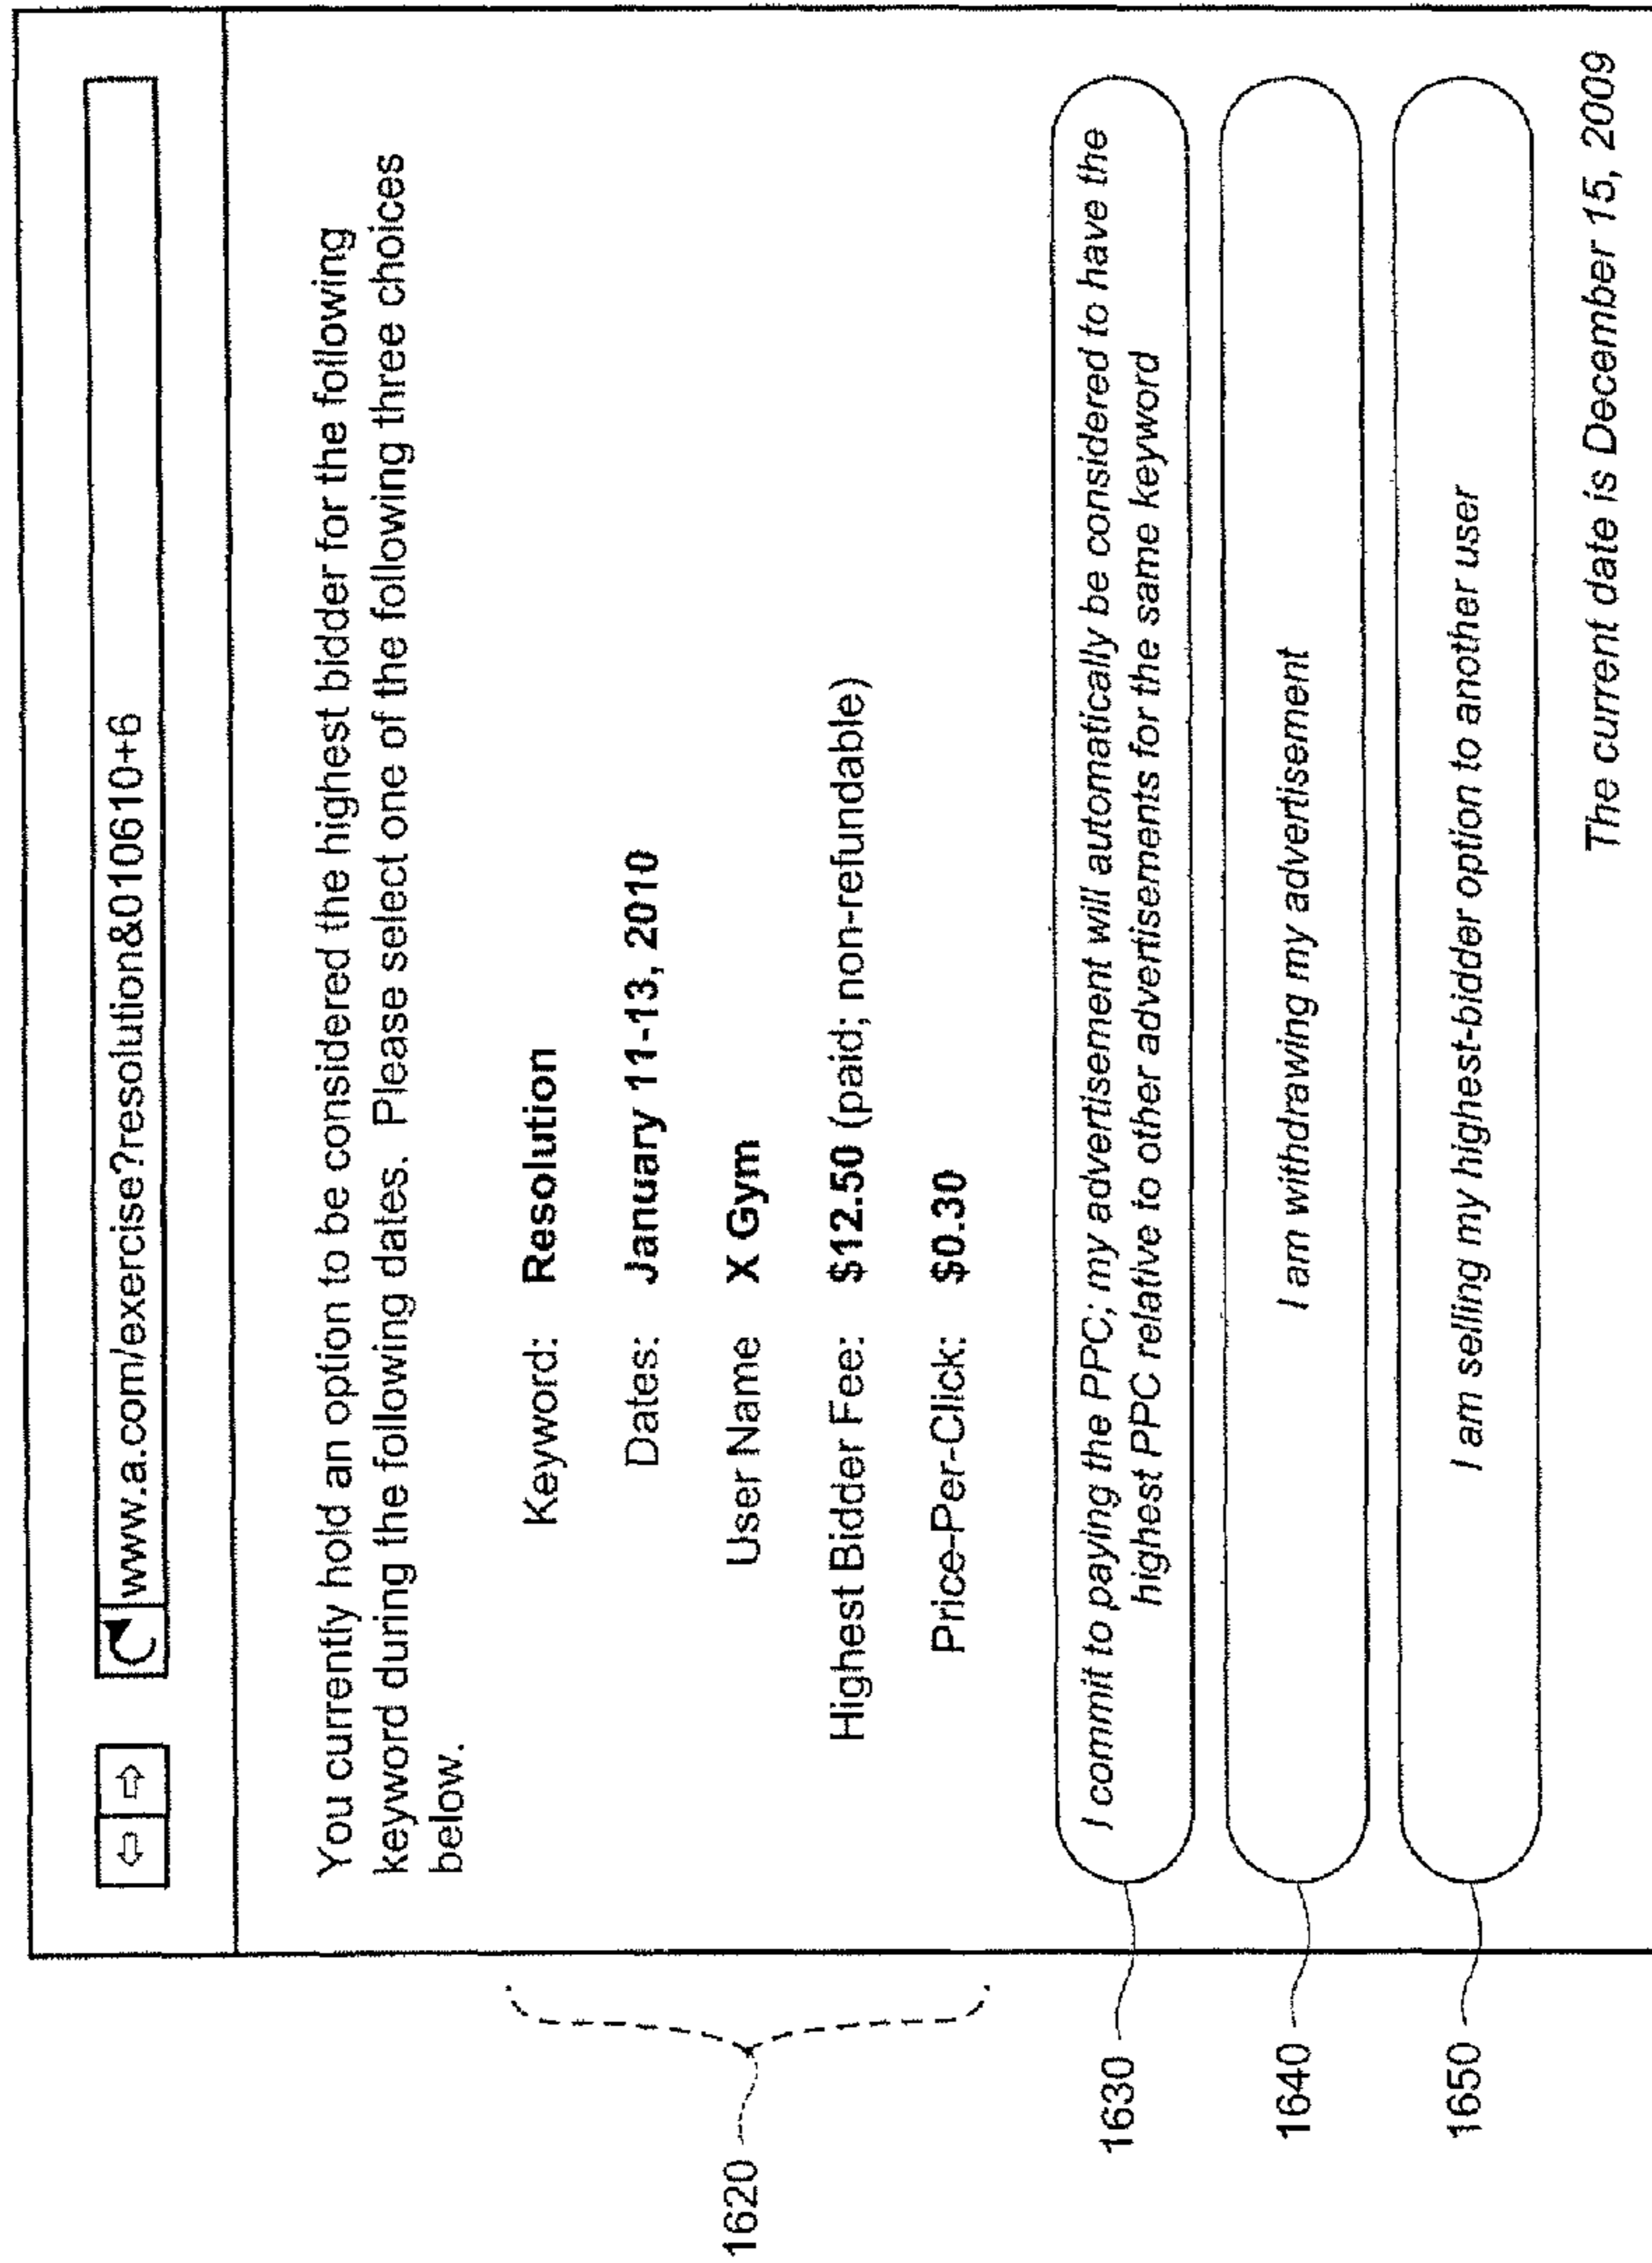 www.a.com/exercise?resolution&010610+6
You currently hold an option to be considered the highest bidder for the following
keyword during the following dates. Please select one of the following three choices
below.
Keyword: Resolution
Dates: January 11-13, 2010
User Name X Gym
Highest Bidder Fee: $12.50 (paid; non-refundable)
Price-Per-Click: $0.30
1620
I commit to paying the PPC; my advertisement will automatically be considered to have the
highest PPC relative to other advertisements for the same keyword
1630
I am withdrawing my advertisement
1640
I am selling my highest-bidder option to another user
1650
The current date is December 15, 2009